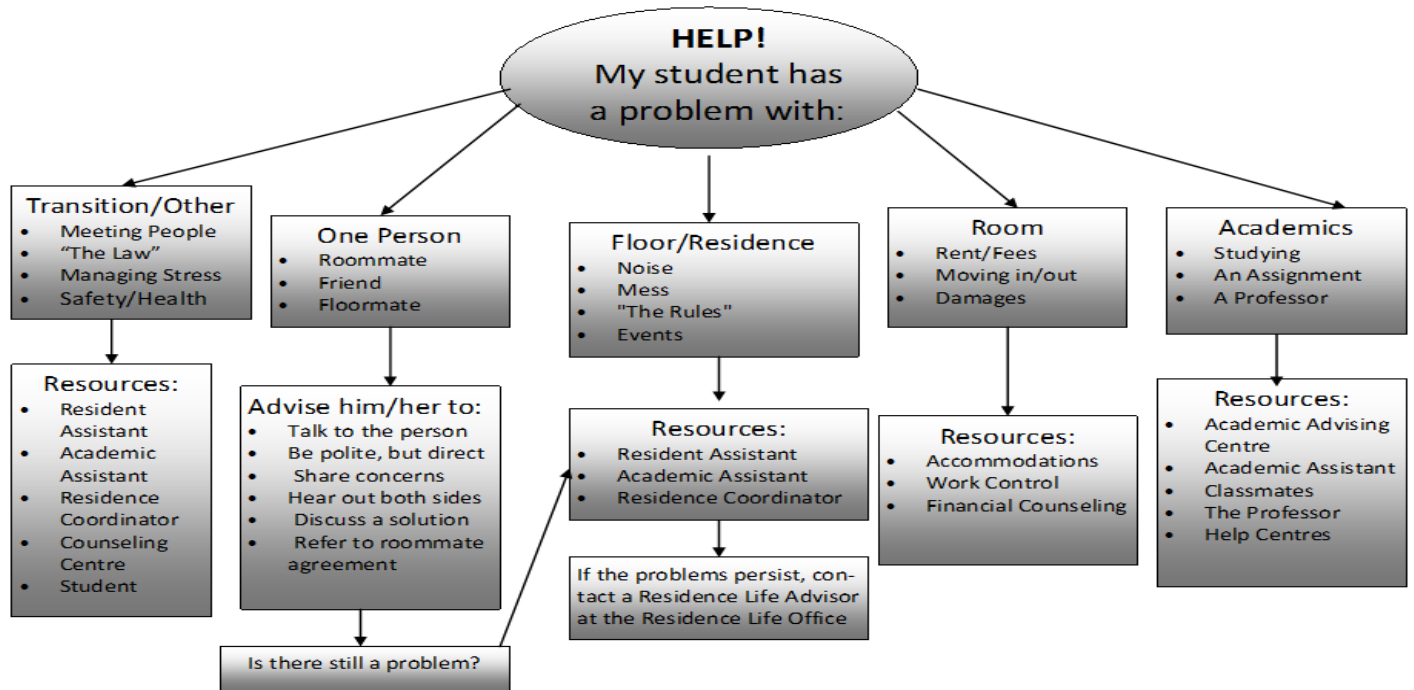 HELP!
My student has
a problem with:
Transition/Other
• Meeting People
• “The Law”
• Managing Stress
• Safety/Health
Resources:
• Resident
Assistant
• Academic
Assistant
• Residence
Coordinator
• Counseling
Centre
• Student
One Person
• Roommate
• Friend
• Floormate
Advise him/her to:
• Talk to the person
• Be polite, but direct
• Share concerns
• Hear out both sides
• Discuss a solution
• Refer to roommate
agreement
Is there still a problem?
Floor/Residence
• Noise
• Mess
• "The Rules"
• Events
Resources:
• Resident Assistant
• Academic Assistant
• Residence Coordinator
If the problems persist, con-
tact a Residence Life Advisor
at the Residence Life Office
Room
• Rent/Fees
• Moving in/out
• Damages
Resources:
• Accommodations
• Work Control
• Financial Counseling
Academics
• Studying
• An Assignment
• A Professor
Resources:
• Academic Advising
Centre
• Academic Assistant
• Classmates
• The Professor
• Help Centres